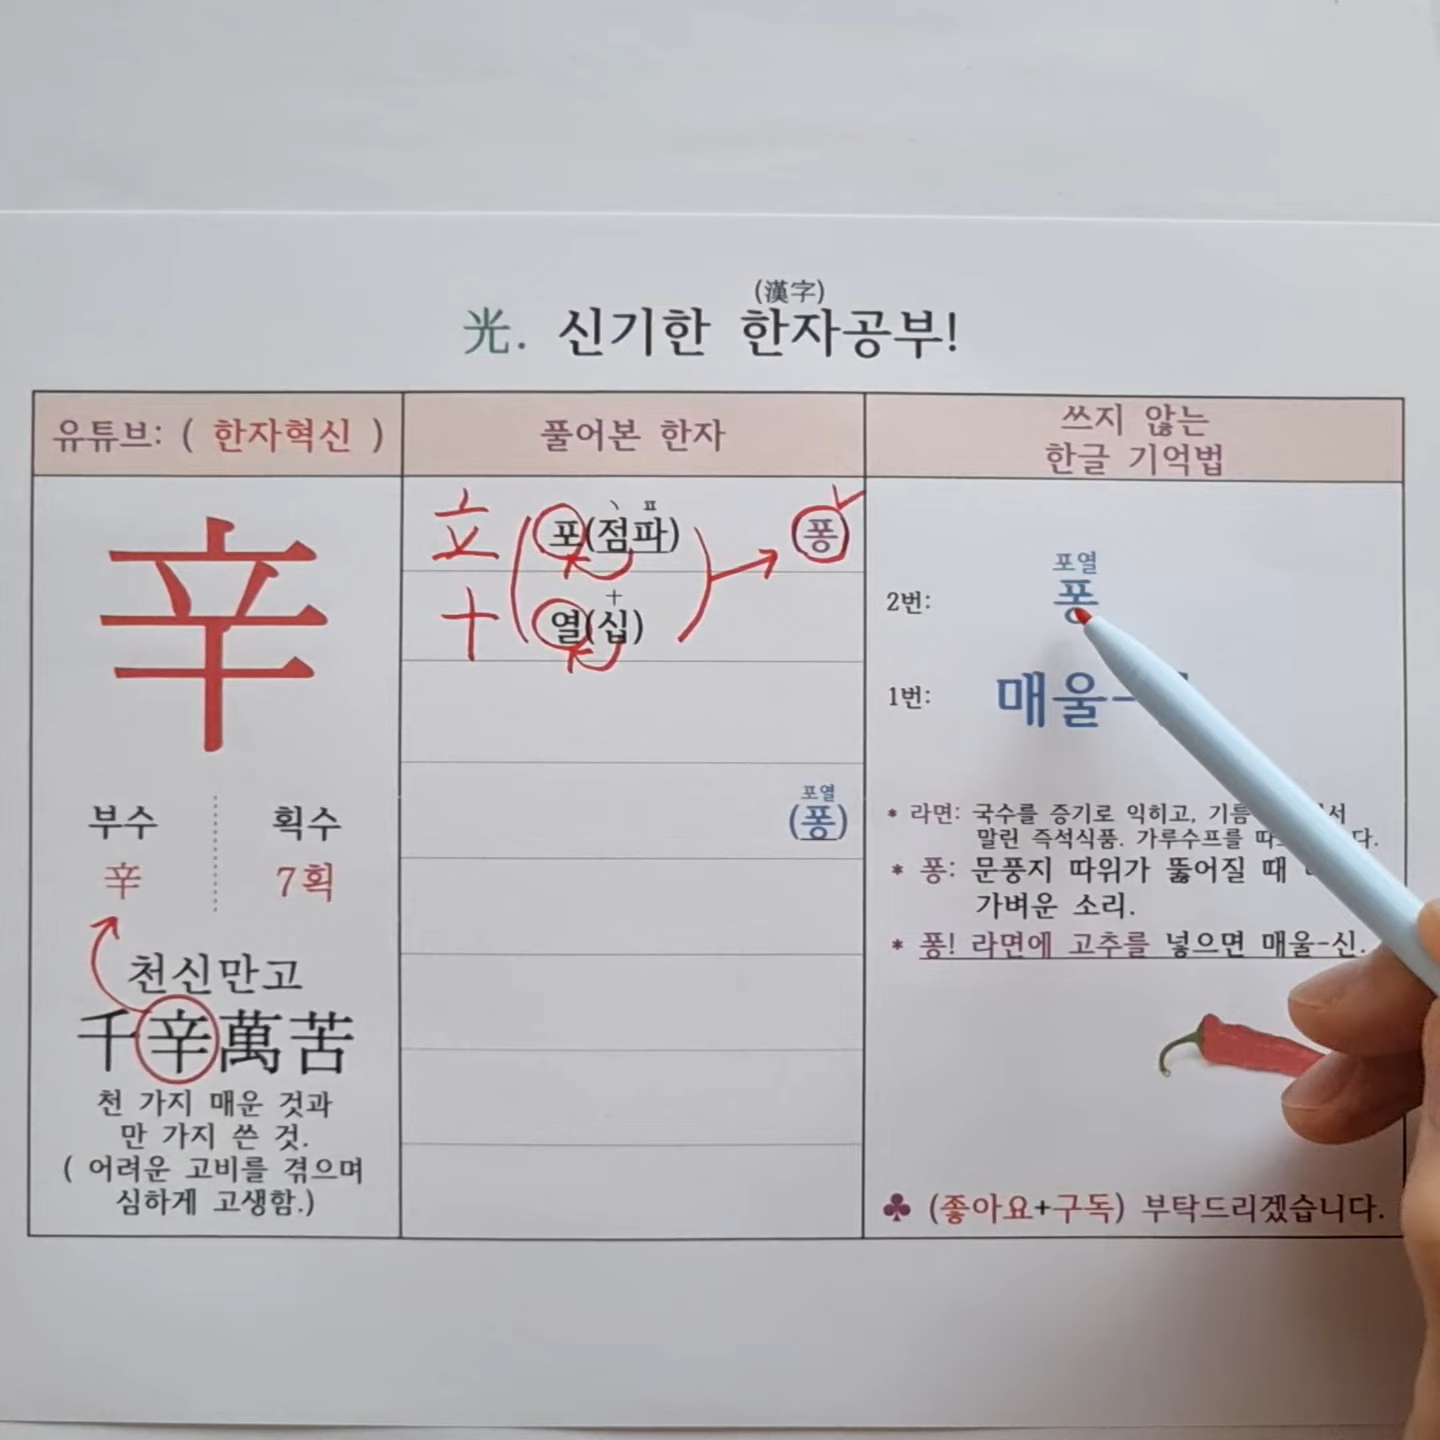 (漢字)
光. 신기한 한자공부!
유튜브: ( 한자혁신 )
풀어본 한자
쓰지 않는
한글 기억법
辛
부수 획수
辛 7획
천신만고
千辛萬苦
천 가지 매운 것과
만 가지 쓴 것.
( 어려운 고비를 겪으며
심하게 고생함.)
丶 ㅍ
立 포(점파) 퐁
十
十 열(십)
포열
(퐁)
포열
2번: 퐁
1번: 매울-
* 라면: 국수를 증기로 익히고, 기름
말린 즉석식품. 가루수프를
* 퐁: 문풍지 따위가 뚫어질 때
가벼운 소리.
* 퐁! 라면에 고추를 넣으면 매울-신.
♣ (좋아요+구독) 부탁드리겠습니다.